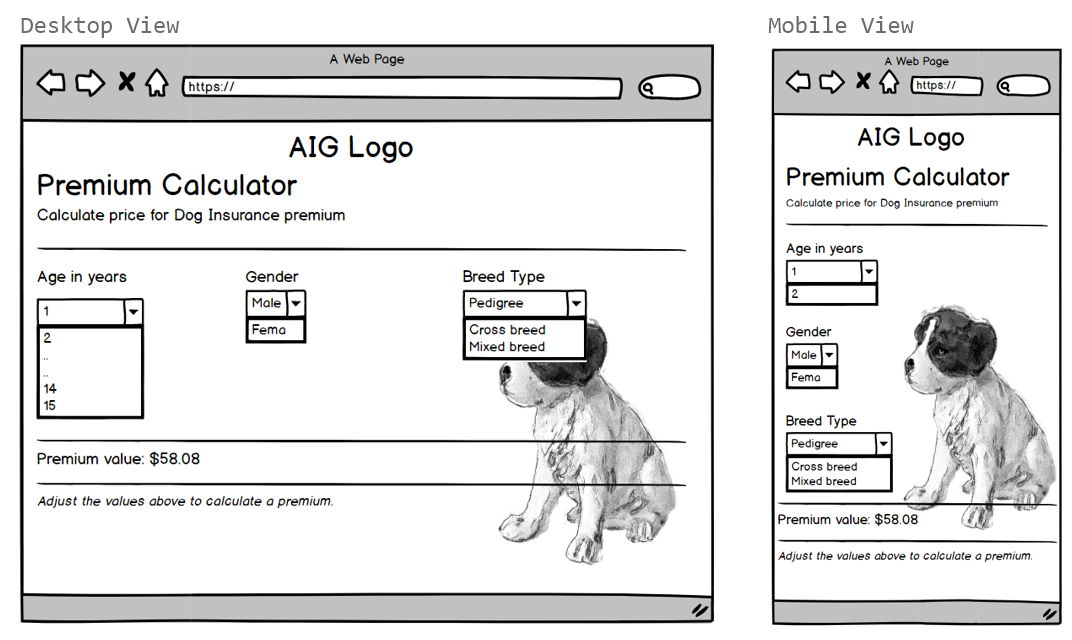 Desktop View
A Web Page
https://
AIG Logo
Premium Calculator
Calculate price for Dog Insurance premium
Age in years
1
2
..
..
14
15
Gender
Male
Fema
Breed Type
Pedigree
Cross breed
Mixed breed
Premium value: $58.08
Adjust the values above to calculate a premium.
Mobile View
A Web Page
https://
AIG Logo
Premium Calculator
Calculate price for Dog Insurance premium
Age in years
1
2
Gender
Male
Fema
Breed Type
Pedigree
Cross breed
Mixed breed
Premium value: $58.08
Adjust the values above to calculate a premium.